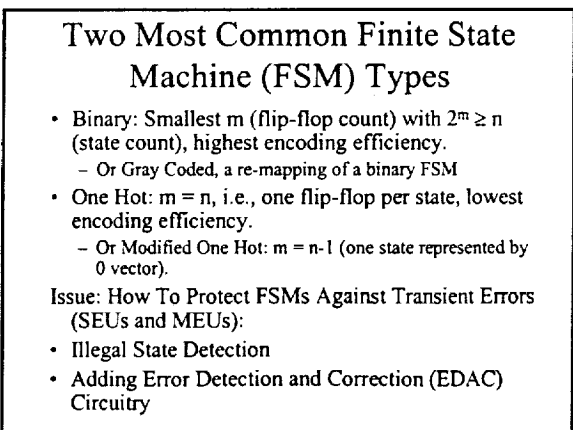 Two Most Common Finite State
Machine (FSM) Types
• Binary: Smallest m (flip-flop count) with 2ᵐ ≥ n
(state count), highest encoding efficiency.
– Or Gray Coded, a re-mapping of a binary FSM
• One Hot: m = n, i.e., one flip-flop per state, lowest
encoding efficiency.
– Or Modified One Hot: m = n-1 (one state represented by
0 vector).
Issue: How To Protect FSMs Against Transient Errors
(SEUs and MEUs):
• Illegal State Detection
• Adding Error Detection and Correction (EDAC)
Circuitry